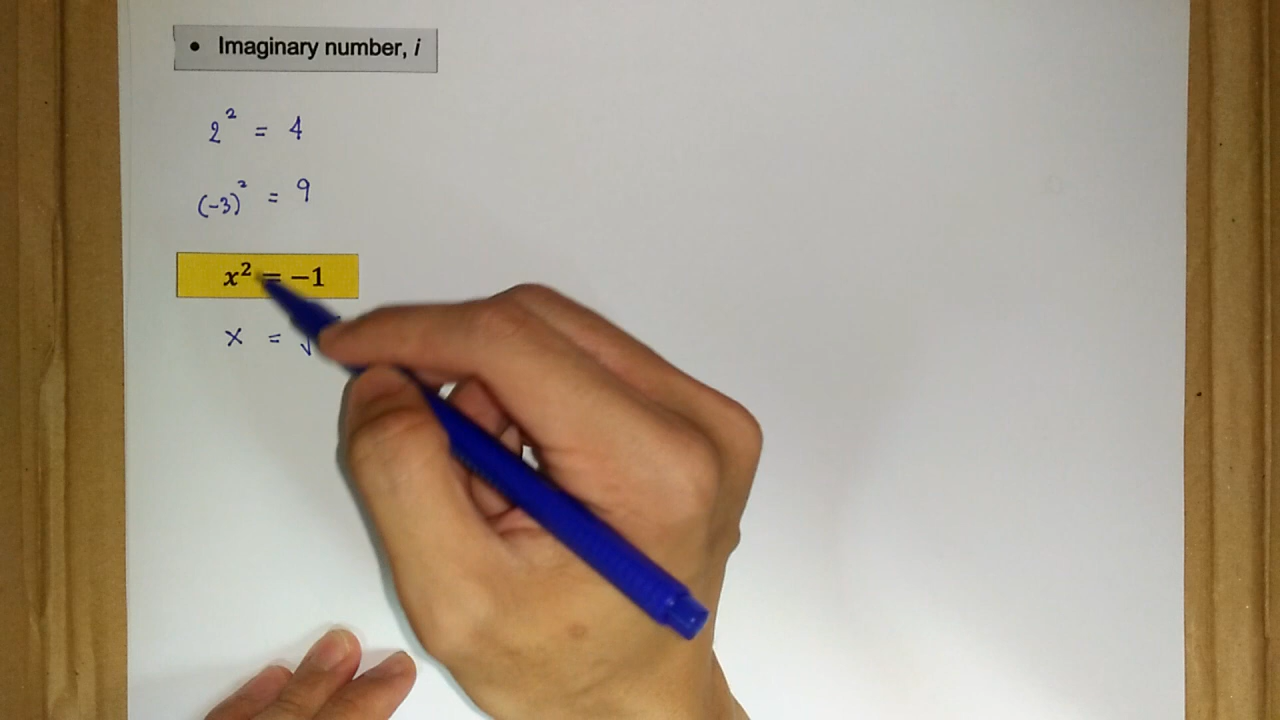 • Imaginary number, i
2² = 4
(-3)² = 9
x² = −1
x = √